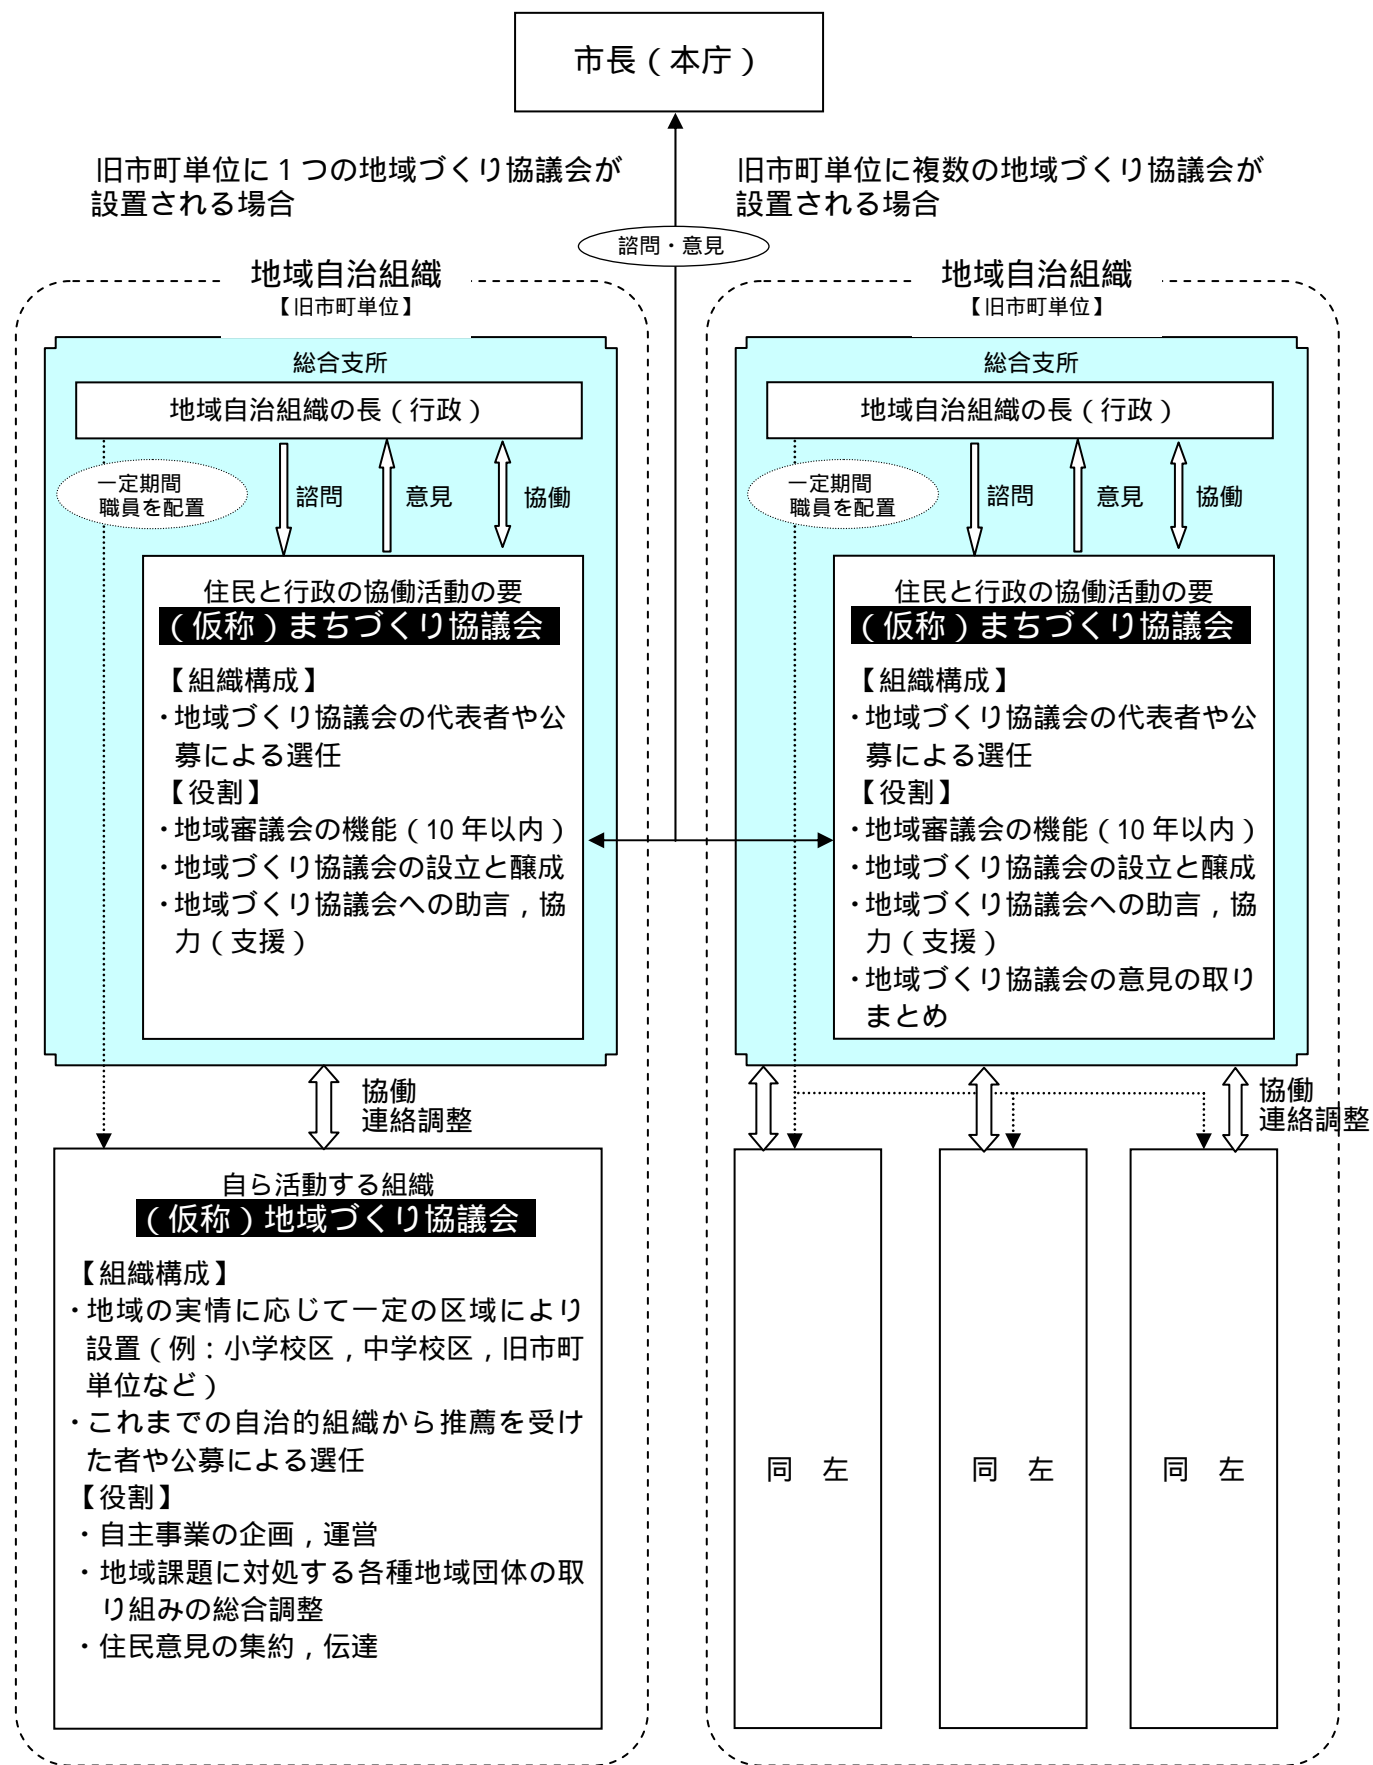 市長（本庁）
旧市町単位に１つの地域づくり協議会が
設置される場合
旧市町単位に複数の地域づくり協議会が
設置される場合
諮問・意見
地域自治組織
【旧市町単位】
総合支所
地域自治組織の長（行政）
一定期間
職員を配置
諮問
意見
協働
住民と行政の協働活動の要
（仮称）まちづくり協議会
【組織構成】
・地域づくり協議会の代表者や公
募による選任
【役割】
・地域審議会の機能（10年以内）
・地域づくり協議会の設立と醸成
・地域づくり協議会への助言，協
力（支援）
協働
連絡調整
自ら活動する組織
（仮称）地域づくり協議会
【組織構成】
・地域の実情に応じて一定の区域により
設置（例：小学校区，中学校区，旧市町
単位など）
・これまでの自治的組織から推薦を受け
た者や公募による選任
【役割】
・自主事業の企画，運営
・地域課題に対処する各種地域団体の取
り組みの総合調整
・住民意見の集約，伝達
地域自治組織
【旧市町単位】
総合支所
地域自治組織の長（行政）
一定期間
職員を配置
諮問
意見
協働
住民と行政の協働活動の要
（仮称）まちづくり協議会
【組織構成】
・地域づくり協議会の代表者や公
募による選任
【役割】
・地域審議会の機能（10年以内）
・地域づくり協議会の設立と醸成
・地域づくり協議会への助言，協
力（支援）
・地域づくり協議会の意見の取り
まとめ
協働
連絡調整
同　左
同　左
同　左